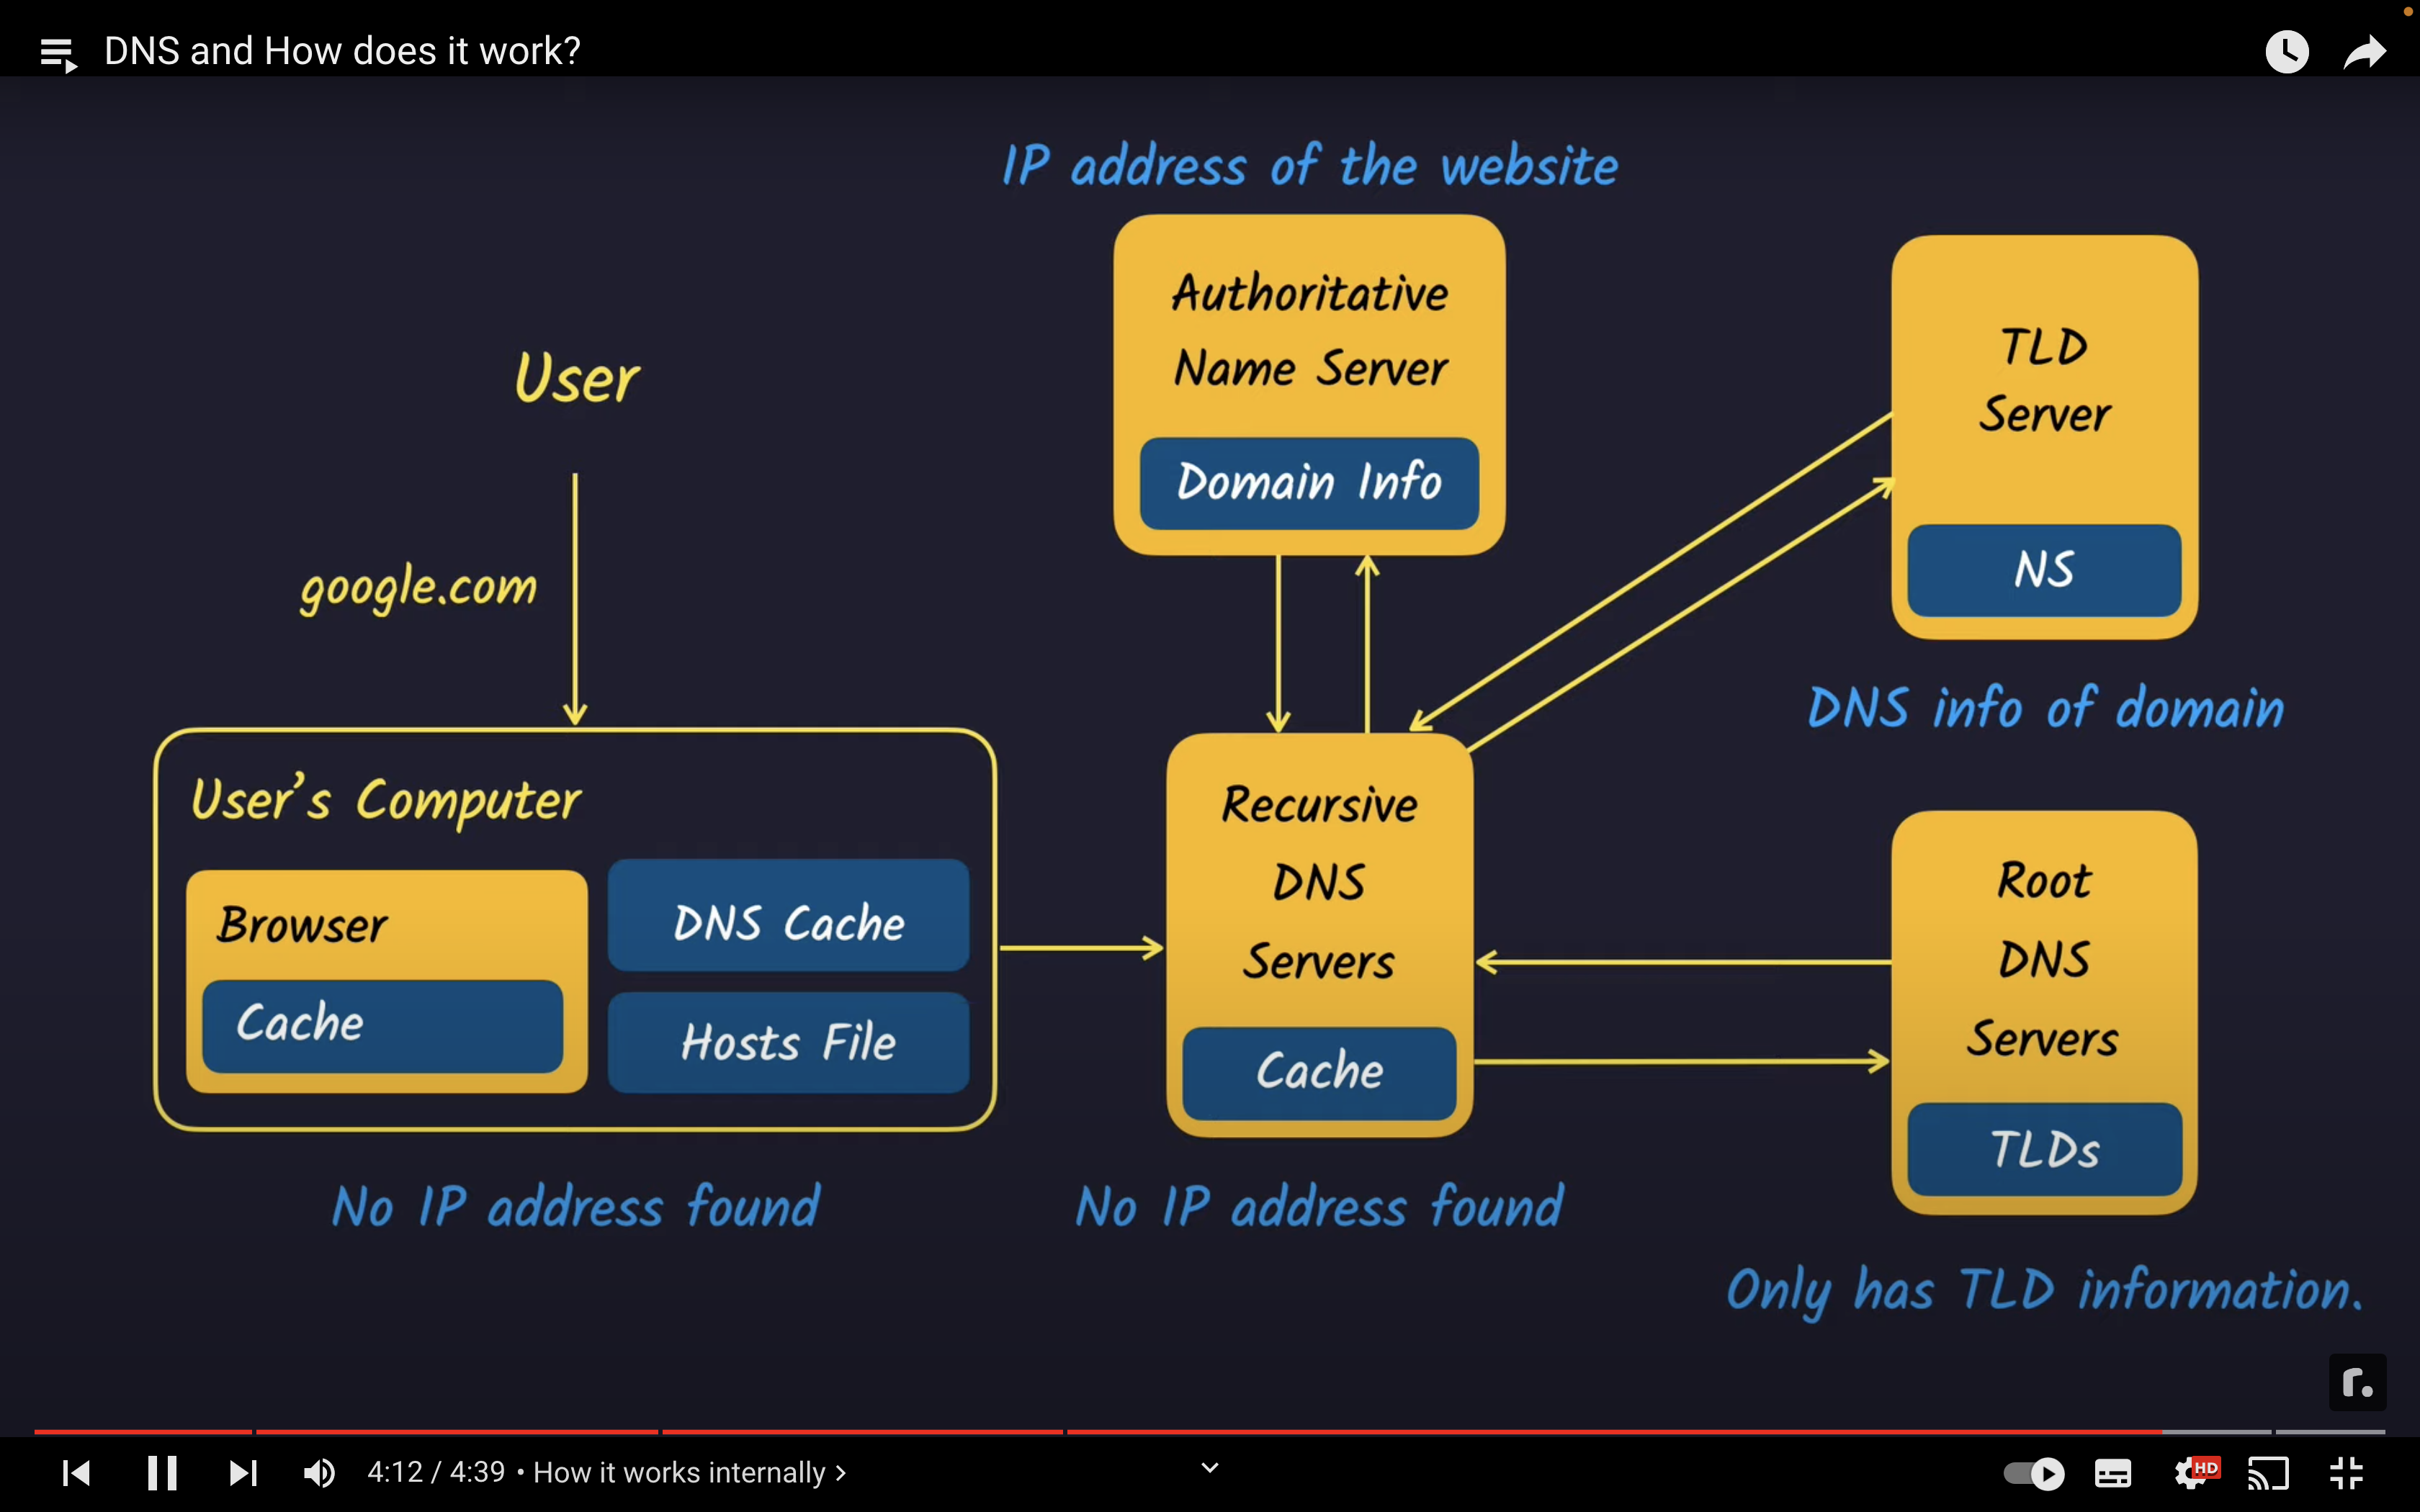 DNS and How does it work?
IP address of the website
Authoritative
Name Server
Domain Info
TLD
Server
NS
DNS info of domain
User
google.com
User's Computer
Browser
Cache
DNS Cache
Hosts File
No IP address found
Recursive
DNS
Servers
Cache
No IP address found
Root
DNS
Servers
TLDs
Only has TLD information.
r.
4:12 / 4:39 • How it works internally >
HD